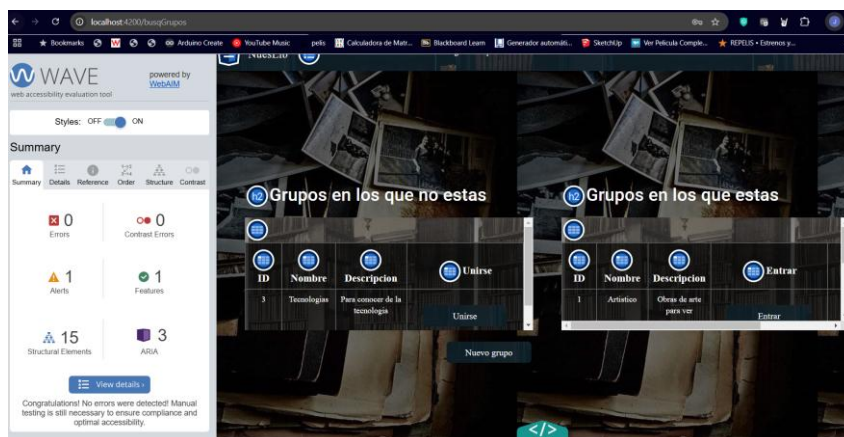 localhost:4200/busqGrupos
Bookmarks
Arduino Create
YouTube Music
pelis
Calculadora de Matr...
Blackboard Learn
Generador automáti...
SketchUp
Ver Pelicula Comple...
REPELIS • Estrenos y...
WAVE
web accessibility evaluation tool
powered by
WebAIM
Styles: OFF ON
Summary
Summary Details Reference Order Structure Contrast
0
Errors
0
Contrast Errors
1
Alerts
1
Features
15
Structural Elements
3
ARIA
View details ›
Congratulations! No errors were detected! Manual
testing is still necessary to ensure compliance and
optimal accessibility.
h2 Grupos en los que no estas
ID Nombre Descripcion Unirse
3 Tecnologias Para conocer de la
tecnologia
Unirse
Nuevo grupo
h2 Grupos en los que estas
ID Nombre Descripcion Entrar
1 Artistico Obras de arte
para ver
Entrar
</>